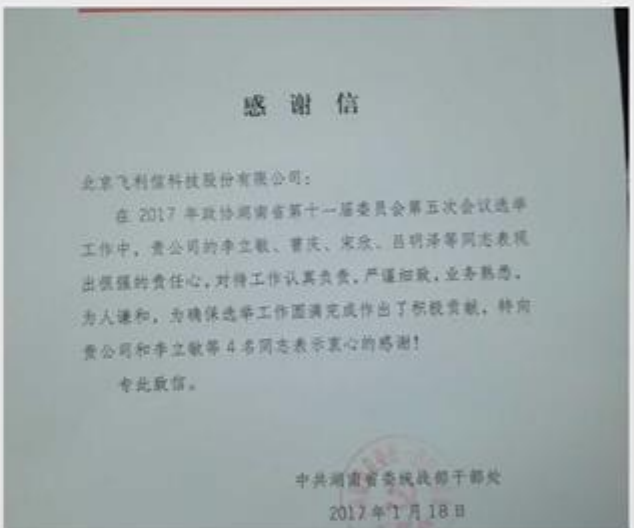 感谢信
北京飞利信科技股份有限公司：
在 2017 年政协湖南省第十一届委员会第五次会议选举
工作中，贵公司的李立敏、曹庆、宋欣、吕明泽等同志表现
出很强的责任心，对待工作认真负责，严谨细致，业务熟悉，
为人谦和，为确保选举工作圆满完成作出了积极贡献，特向
贵公司和李立敏等 4 名同志表示衷心的感谢！
专此致信。
中共湖南省委统战部干部处
2017 年 1 月 18 日